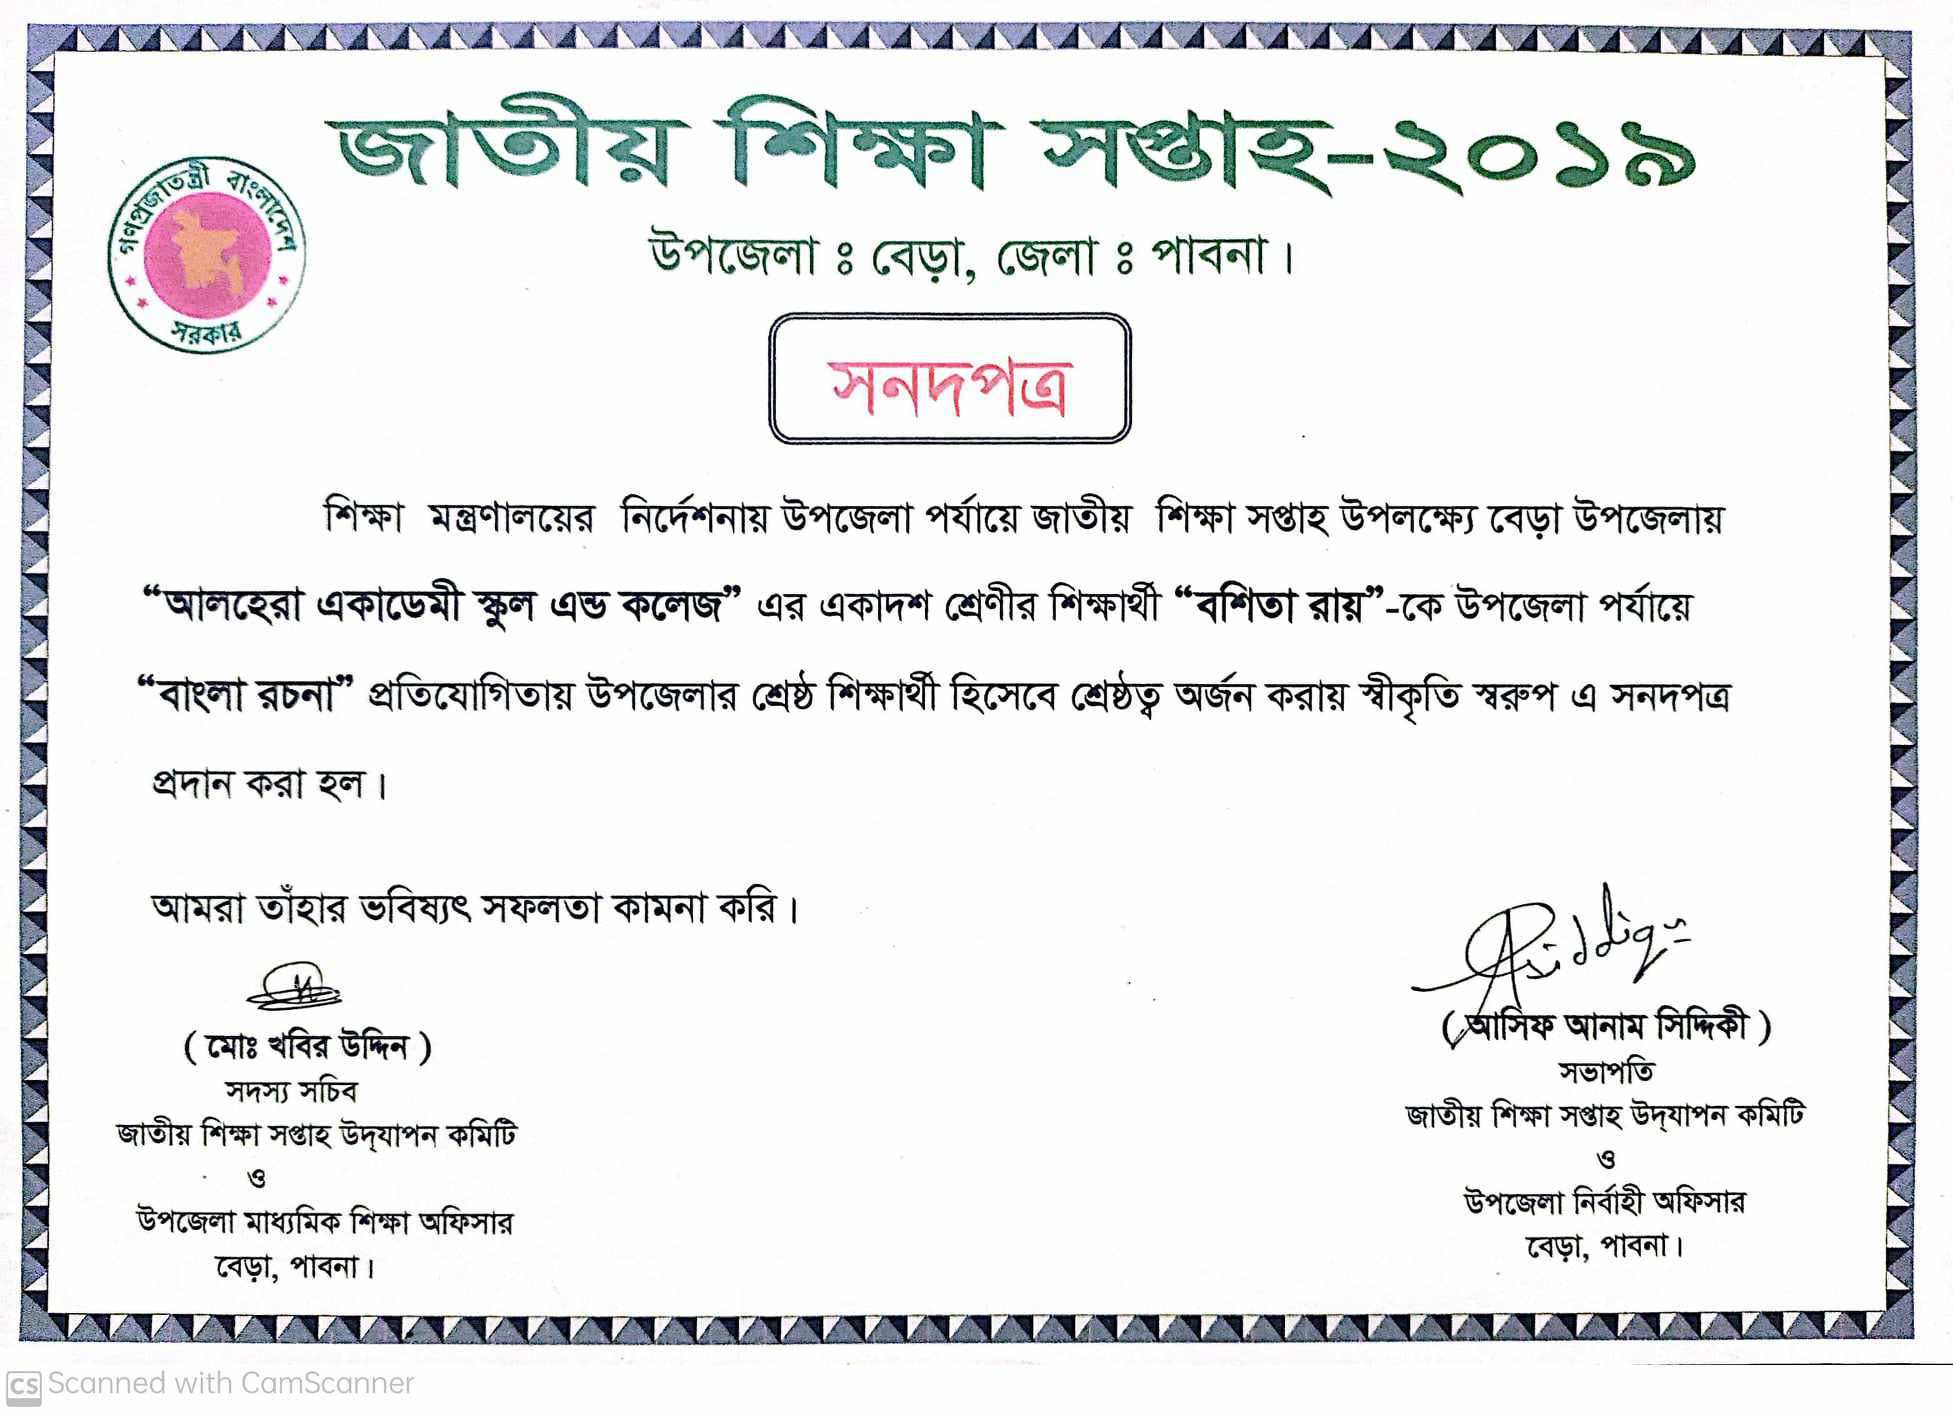 জাতীয় শিক্ষা সপ্তাহ-২০১৯
গণপ্রজাতন্ত্রী বাংলাদেশ
সরকার
উপজেলা ঃ বেড়া, জেলা ঃ পাবনা।
সনদপত্র
শিক্ষা মন্ত্রণালয়ের নির্দেশনায় উপজেলা পর্যায়ে জাতীয় শিক্ষা সপ্তাহ উপলক্ষ্যে বেড়া উপজেলায়
“আলহেরা একাডেমী স্কুল এন্ড কলেজ” এর একাদশ শ্রেণীর শিক্ষার্থী “বশিতা রায়”-কে উপজেলা পর্যায়ে
“বাংলা রচনা” প্রতিযোগিতায় উপজেলার শ্রেষ্ঠ শিক্ষার্থী হিসেবে শ্রেষ্ঠত্ব অর্জন করায় স্বীকৃতি স্বরুপ এ সনদপত্র
প্রদান করা হল।
আমরা তাঁহার ভবিষ্যৎ সফলতা কামনা করি।
Siddiqu
( মোঃ খবির উদ্দিন )
সদস্য সচিব
জাতীয় শিক্ষা সপ্তাহ উদ্‌যাপন কমিটি
ও
উপজেলা মাধ্যমিক শিক্ষা অফিসার
বেড়া, পাবনা।
( আসিফ আনাম সিদ্দিকী )
সভাপতি
জাতীয় শিক্ষা সপ্তাহ উদ্‌যাপন কমিটি
ও
উপজেলা নির্বাহী অফিসার
বেড়া, পাবনা।
CS Scanned with CamScanner